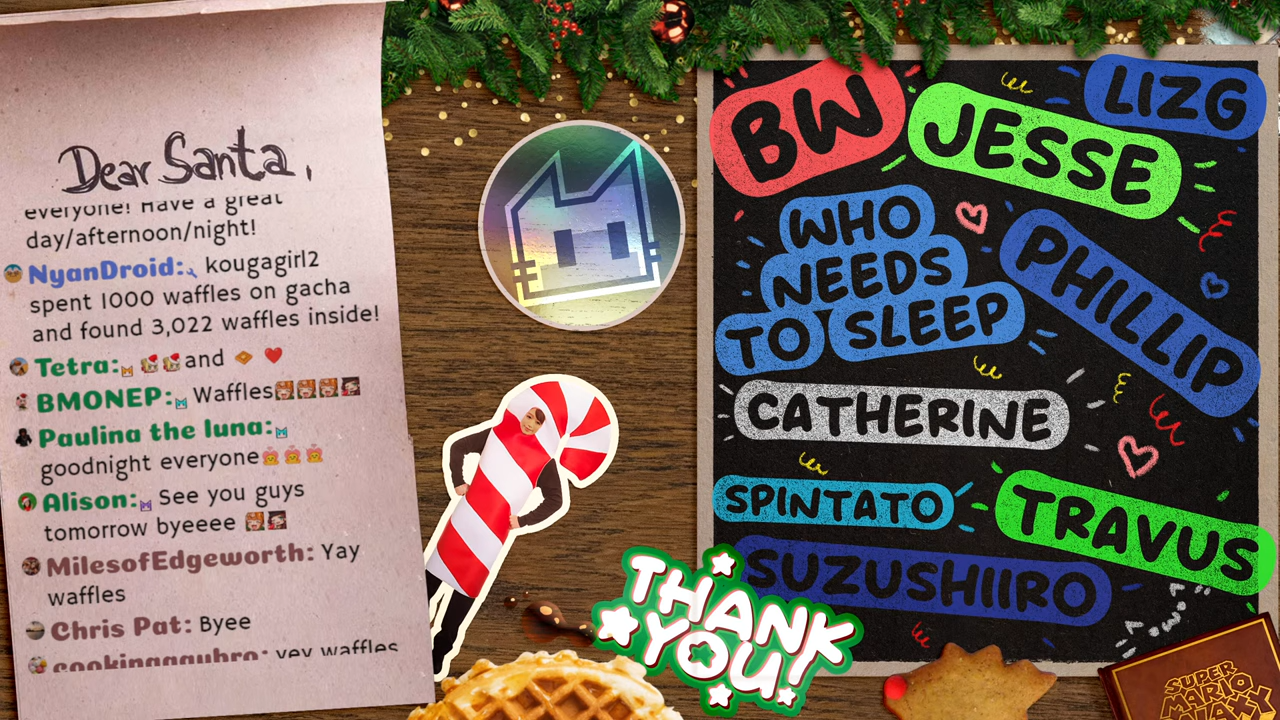 Dear Santa,
everyone! Have a great
day/afternoon/night!
NyanDroid: kougagirl2
spent 1000 waffles on gacha
and found 3,022 waffles inside!
Tetra: and
BMONEP: Waffles
Paulina the luna:
goodnight everyone
Alison: See you guys
tomorrow byeeee
MilesofEdgeworth: Yay
waffles
Chris Pat: Byee
yey waffles
THANK
YOU!
BW
JESSE
LIZG
WHO
NEEDS
TO SLEEP
PHILLIP
CATHERINE
SPINTATO
TRAVUS
SUZUSHIIRO
SUPER
MARIO